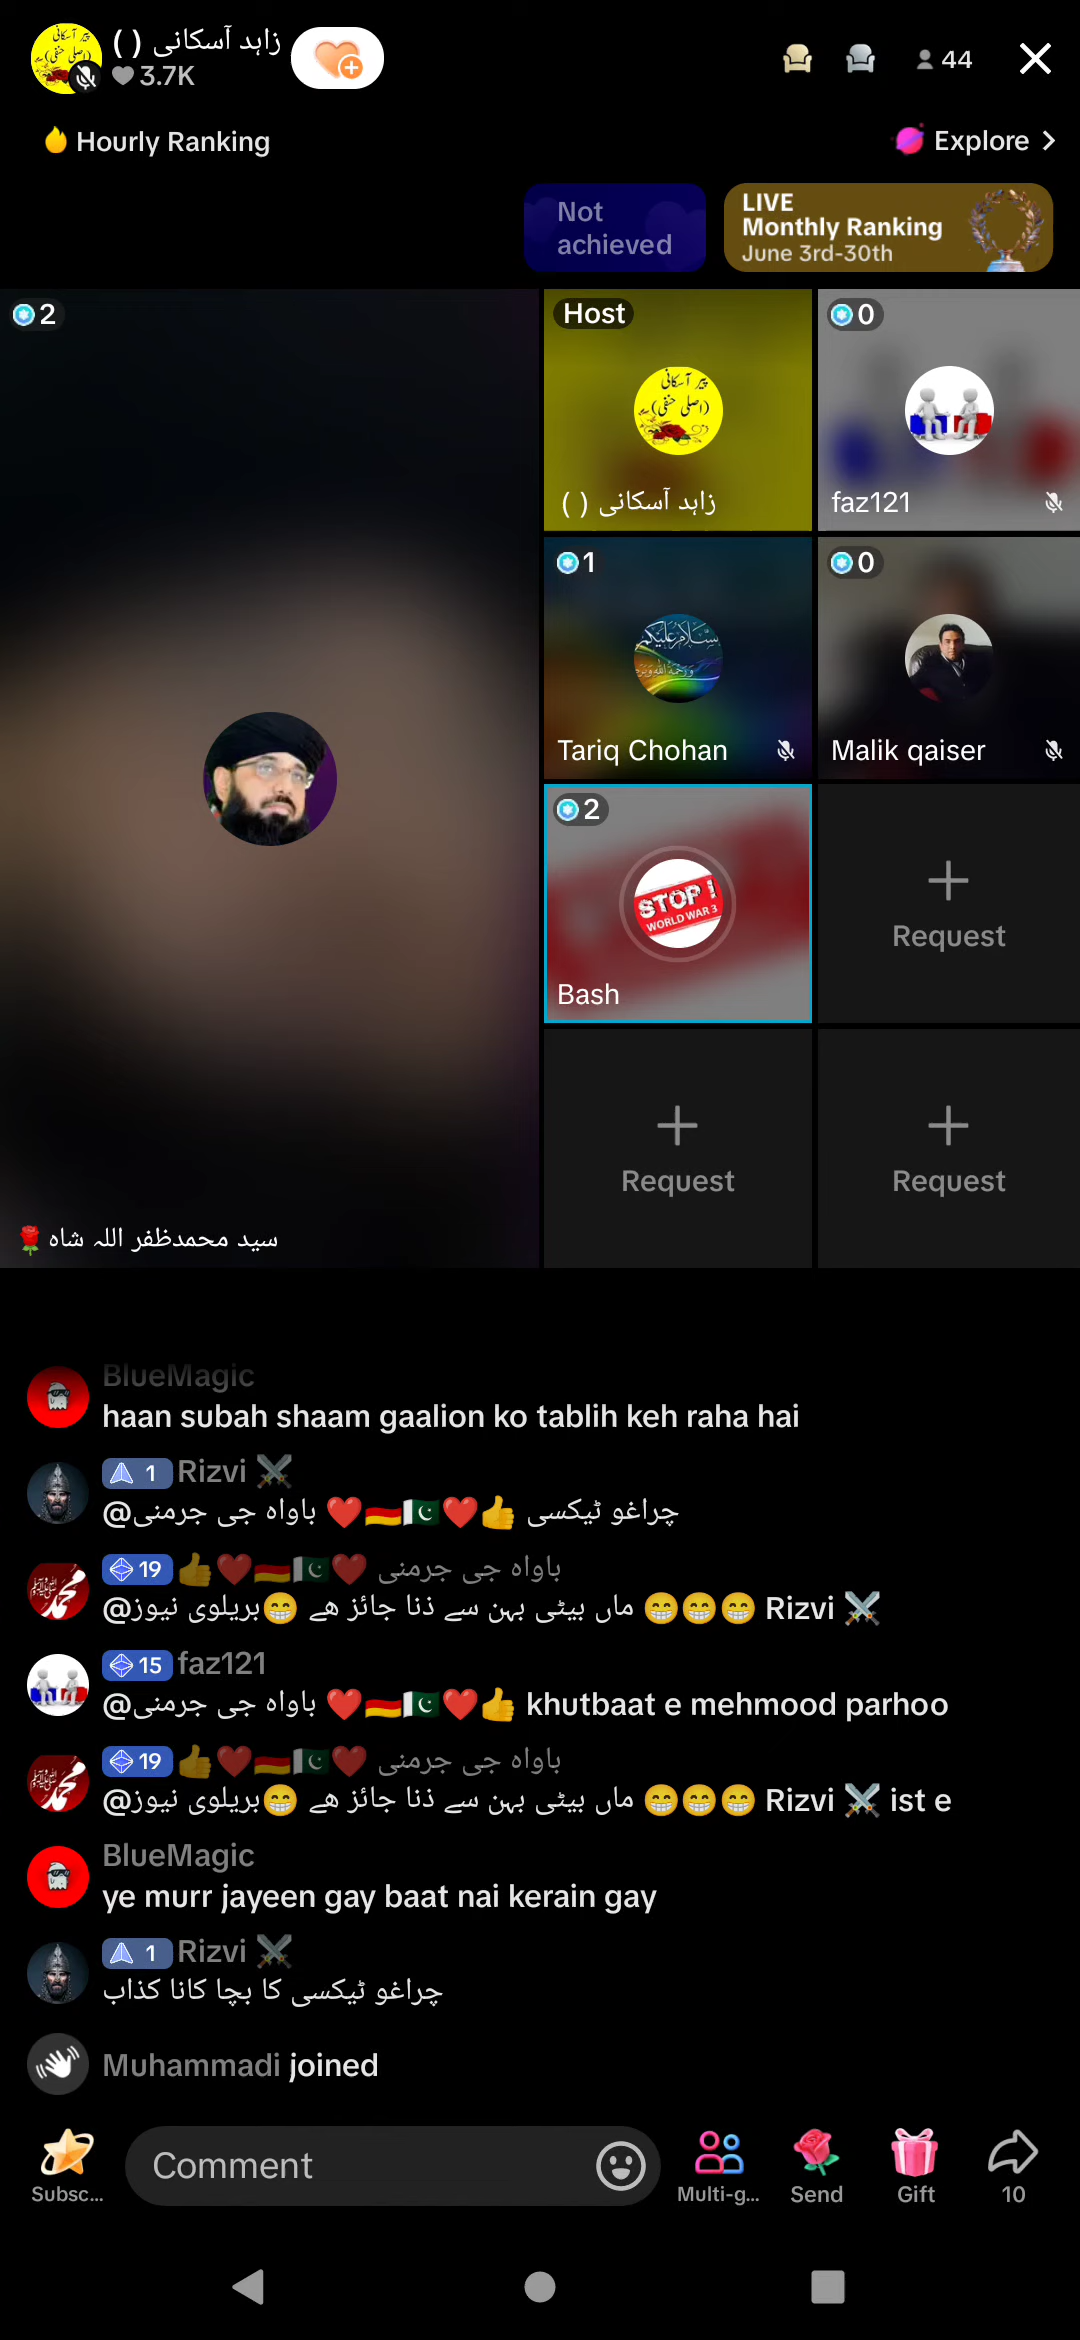 زاہد آسکانی ( )
3.7K
44
Hourly Ranking
Explore
Not
achieved
LIVE
Monthly Ranking
June 3rd-30th
2
Host
پیر آسکانی
(اصلی حنفی)
زاہد آسکانی ( )
0
faz121
1
Tariq Chohan
0
Malik qaiser
2
STOP !
WORLD WAR 3
Bash
Request
Request
Request
سید محمدظفر اللہ شاہ🌹
BlueMagic
haan subah shaam gaalion ko tablih keh raha hai
1 Rizvi ⚔️
@باواہ جی جرمنی ❤️🇩🇪🇵🇰❤️👍 چراغو ٹیکسی
19 👍❤️🇩🇪🇵🇰❤️ باواہ جی جرمنی
@بریلوی نیوز😁 ماں بیٹی بہن سے ذنا جائز ھے 😁😁😁 Rizvi ⚔️
15 faz121
@باواہ جی جرمنی ❤️🇩🇪🇵🇰❤️👍 khutbaat e mehmood parhoo
19 👍❤️🇩🇪🇵🇰❤️ باواہ جی جرمنی
@بریلوی نیوز😁 ماں بیٹی بہن سے ذنا جائز ھے 😁😁😁 Rizvi ⚔️ ist e
BlueMagic
ye murr jayeen gay baat nai kerain gay
1 Rizvi ⚔️
چراغو ٹیکسی کا بچا کانا کذاب
Muhammadi joined
Comment
Subsc...
Multi-g...
Send
Gift
10